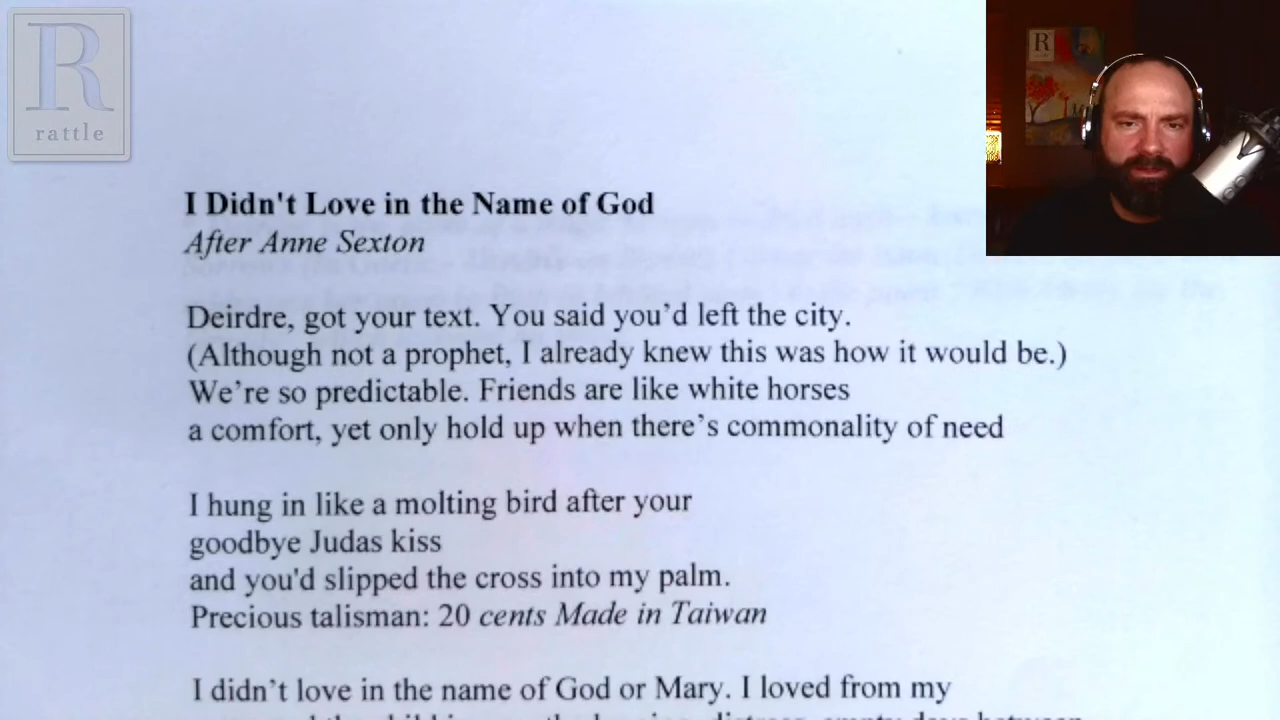 R
rattle
R
I Didn't Love in the Name of God
After Anne Sexton
Deirdre, got your text. You said you’d left the city.
(Although not a prophet, I already knew this was how it would be.)
We’re so predictable. Friends are like white horses
a comfort, yet only hold up when there’s commonality of need
I hung in like a molting bird after your
goodbye Judas kiss
and you'd slipped the cross into my palm.
Precious talisman: 20 cents Made in Taiwan
I didn’t love in the name of God or Mary. I loved from my